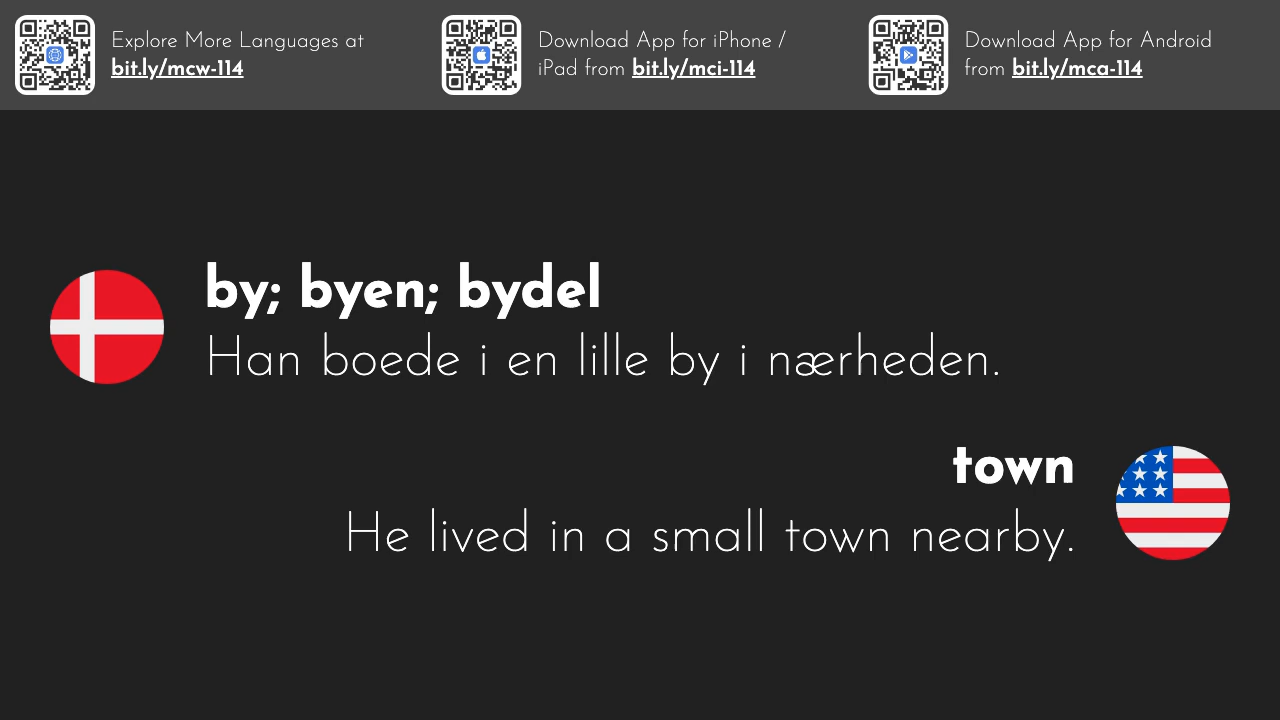 Explore More Languages at
bit.ly/mcw-114
Download App for iPhone /
iPad from bit.ly/mci-114
Download App for Android
from bit.ly/mca-114
by; byen; bydel
Han boede i en lille by i nærheden.
town
He lived in a small town nearby.